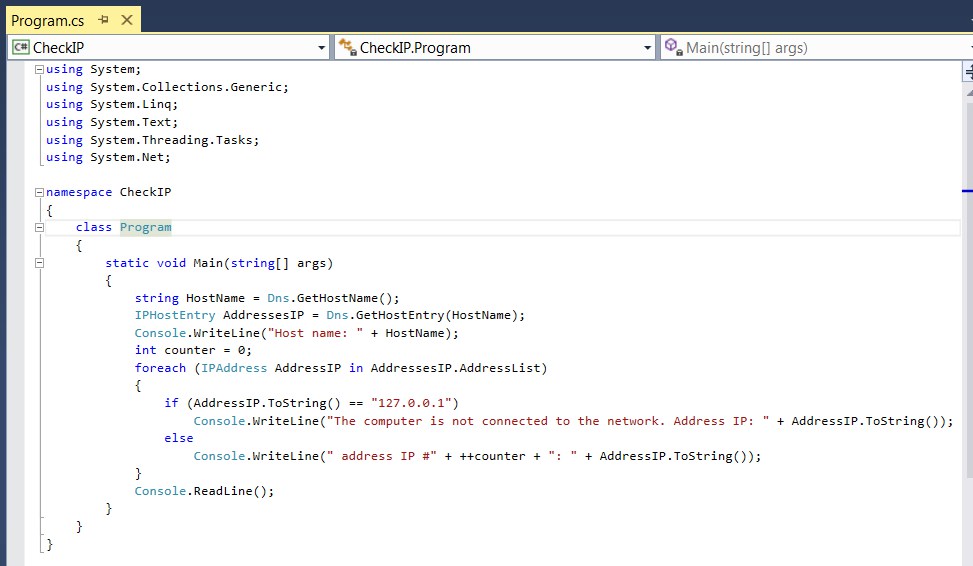 Program.cs
CheckIP CheckIP.Program Main(string[] args)
using System;
using System.Collections.Generic;
using System.Linq;
using System.Text;
using System.Threading.Tasks;
using System.Net;
namespace CheckIP
{
class Program
{
static void Main(string[] args)
{
string HostName = Dns.GetHostName();
IPHostEntry AddressesIP = Dns.GetHostEntry(HostName);
Console.WriteLine("Host name: " + HostName);
int counter = 0;
foreach (IPAddress AddressIP in AddressesIP.AddressList)
{
if (AddressIP.ToString() == "127.0.0.1")
Console.WriteLine("The computer is not connected to the network. Address IP: " + AddressIP.ToString());
else
Console.WriteLine(" address IP #" + ++counter + ": " + AddressIP.ToString());
}
Console.ReadLine();
}
}
}